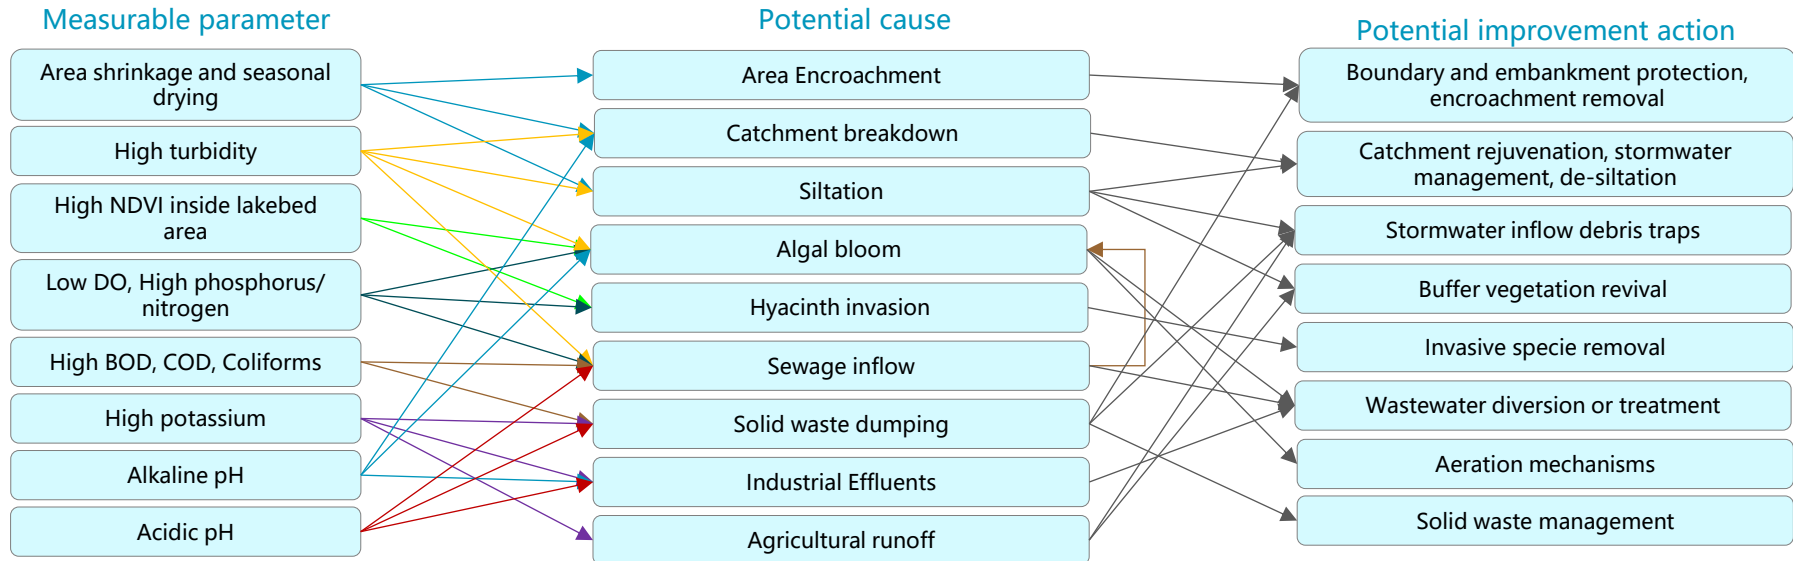 Measurable parameter
Area shrinkage and seasonal
drying
High turbidity
High NDVI inside lakebed
area
Low DO, High phosphorus/
nitrogen
High BOD, COD, Coliforms
High potassium
Alkaline pH
Acidic pH
Potential cause
Area Encroachment
Catchment breakdown
Siltation
Algal bloom
Hyacinth invasion
Sewage inflow
Solid waste dumping
Industrial Effluents
Agricultural runoff
Potential improvement action
Boundary and embankment protection,
encroachment removal
Catchment rejuvenation, stormwater
management, de-siltation
Stormwater inflow debris traps
Buffer vegetation revival
Invasive specie removal
Wastewater diversion or treatment
Aeration mechanisms
Solid waste management